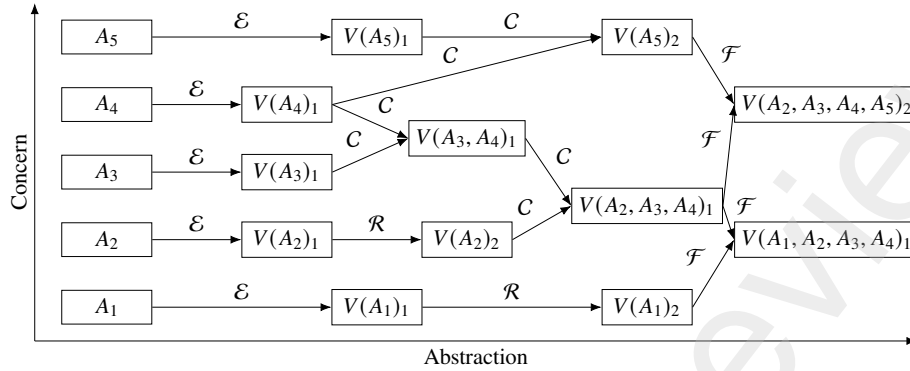 A₅ ℰ V(A₅)₁ C V(A₅)₂
C ℱ
A₄ ℰ V(A₄)₁ C V(A₂, A₃, A₄, A₅)₂
C V(A₃, A₄)₁ ℱ
A₃ ℰ V(A₃)₁ C
C V(A₂, A₃, A₄)₁ ℱ
A₂ ℰ V(A₂)₁ ℛ V(A₂)₂ V(A₁, A₂, A₃, A₄)₁
ℱ
A₁ ℰ V(A₁)₁ ℛ V(A₁)₂
Concern
Abstraction